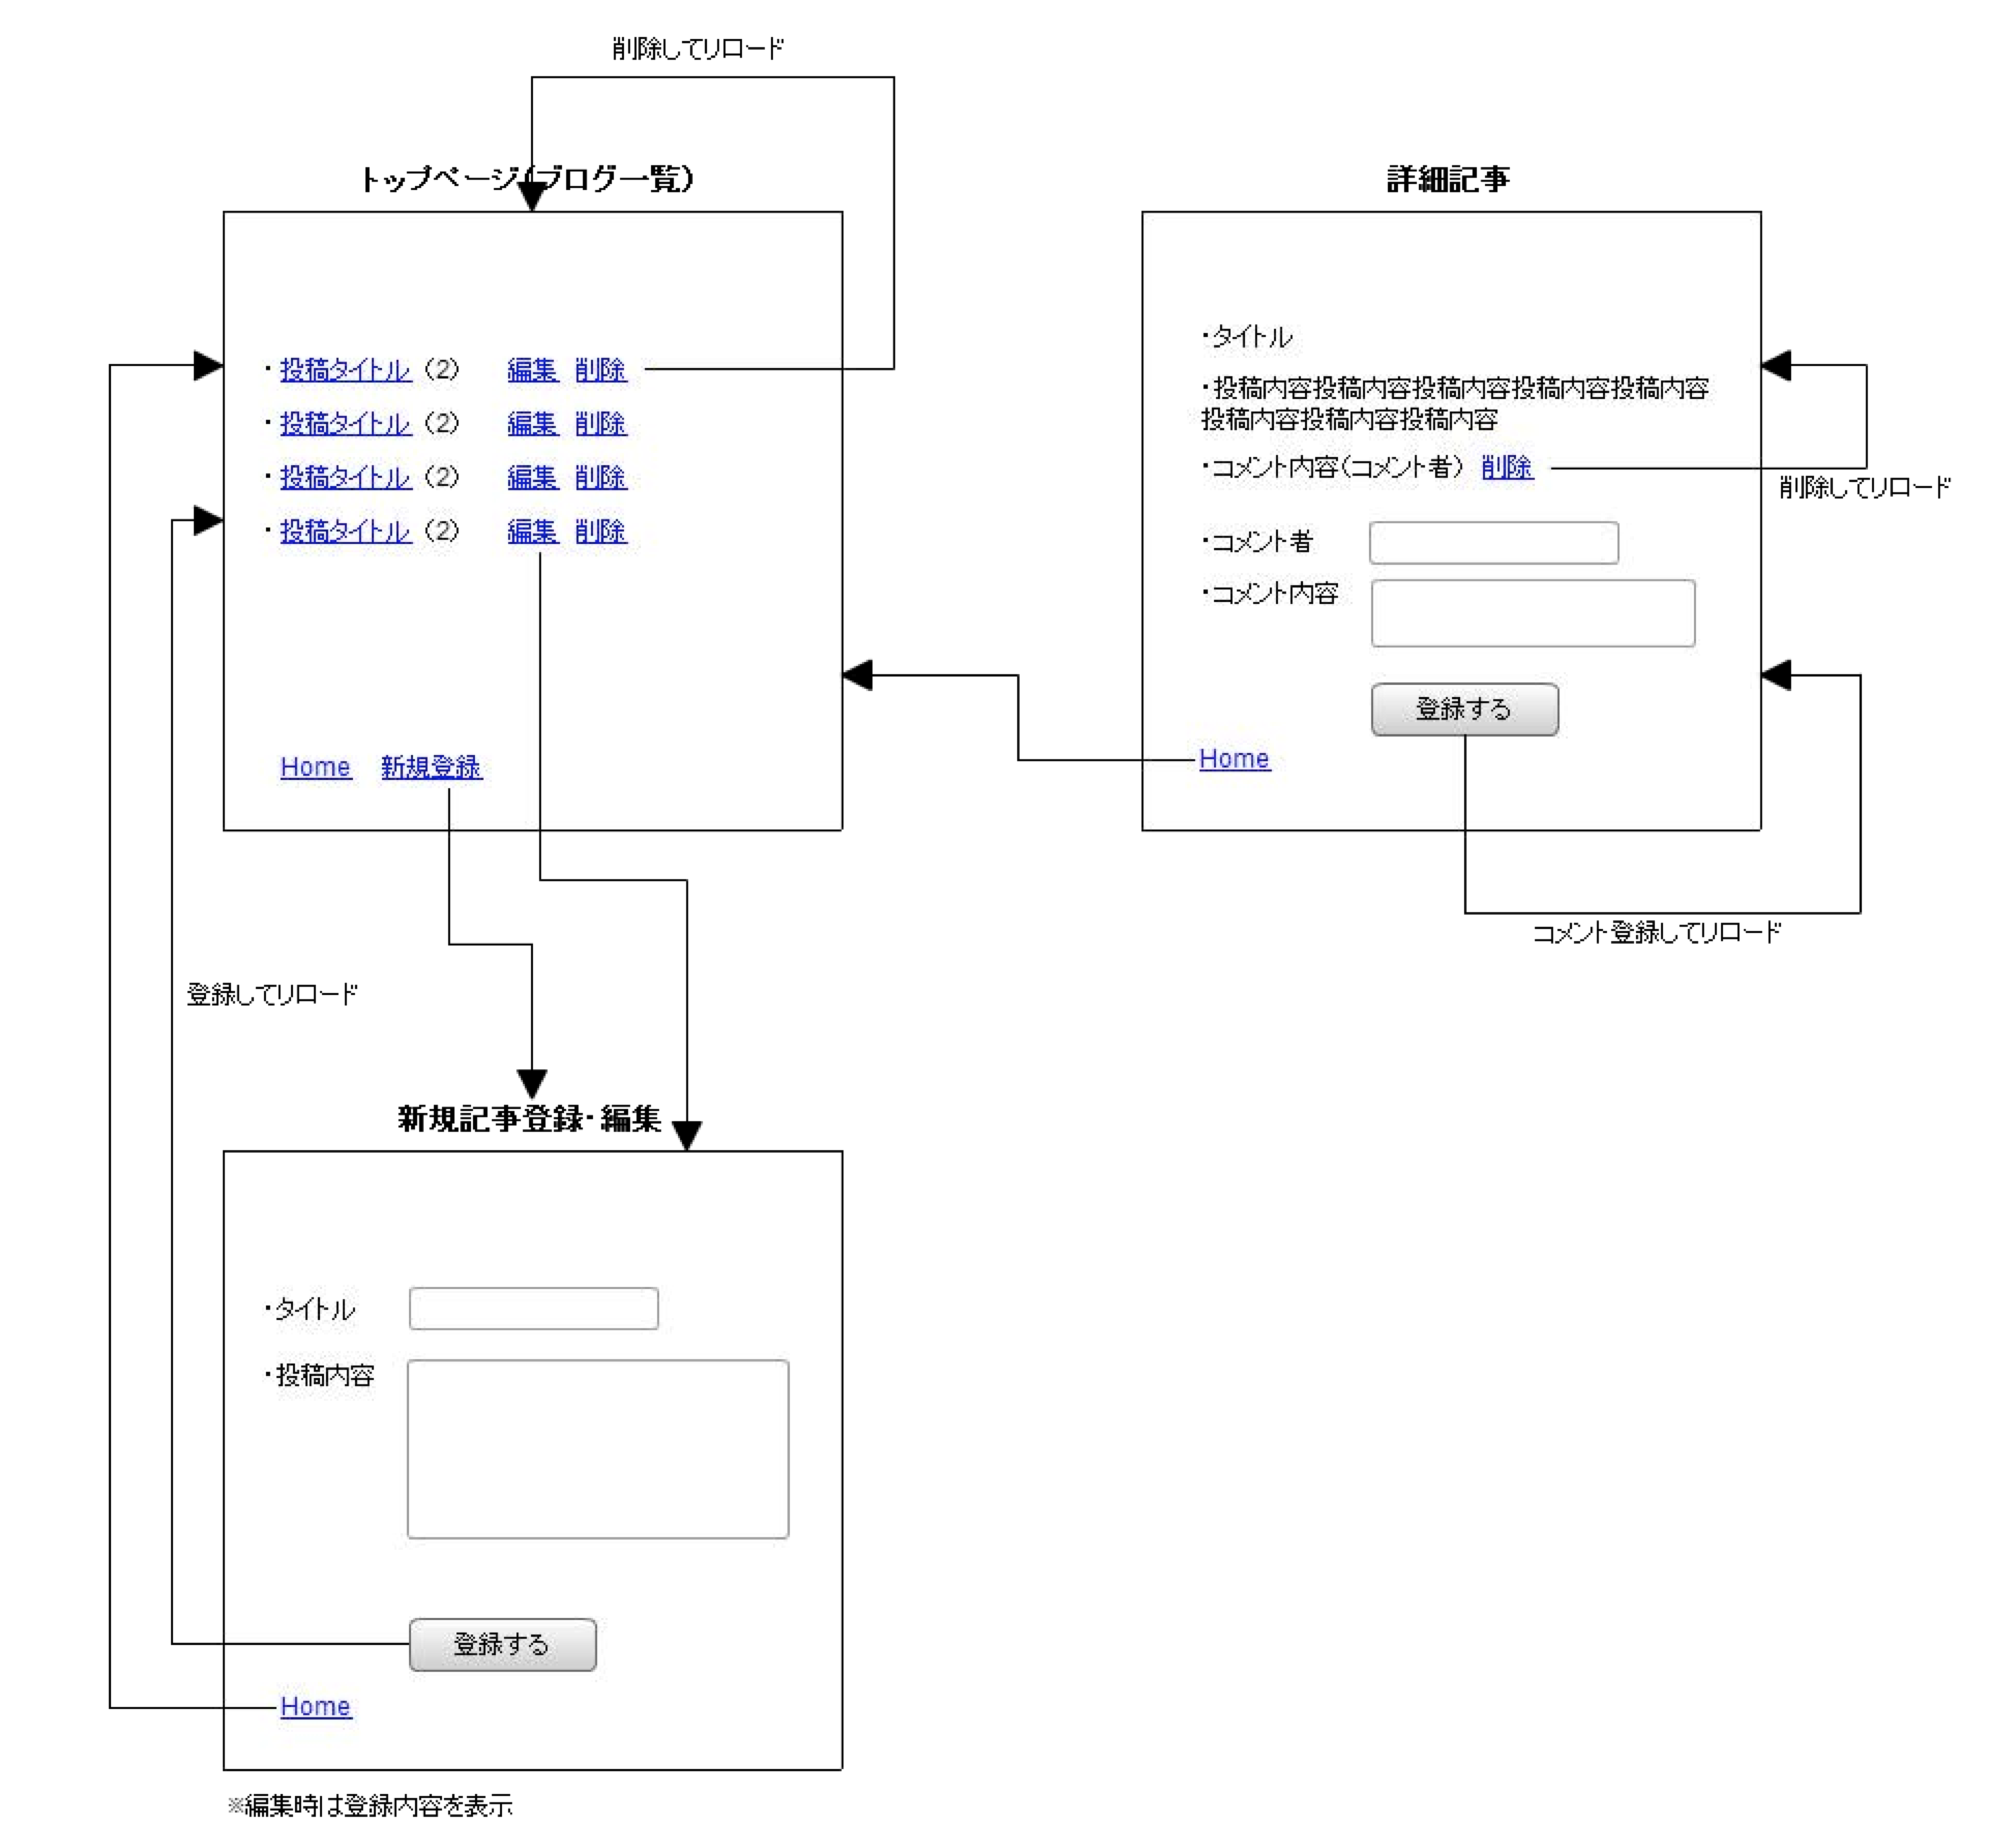 削除してリロード
トップページ(ブログ一覧)
・投稿タイトル (2) 編集 削除
・投稿タイトル (2) 編集 削除
・投稿タイトル (2) 編集 削除
・投稿タイトル (2) 編集 削除
Home 新規登録
詳細記事
・タイトル
・投稿内容投稿内容投稿内容投稿内容投稿内容
投稿内容投稿内容投稿内容
・コメント内容(コメント者) 削除
削除してリロード
・コメント者
・コメント内容
登録する
Home
コメント登録してリロード
登録してリロード
新規記事登録・編集
・タイトル
・投稿内容
登録する
Home
※編集時は登録内容を表示